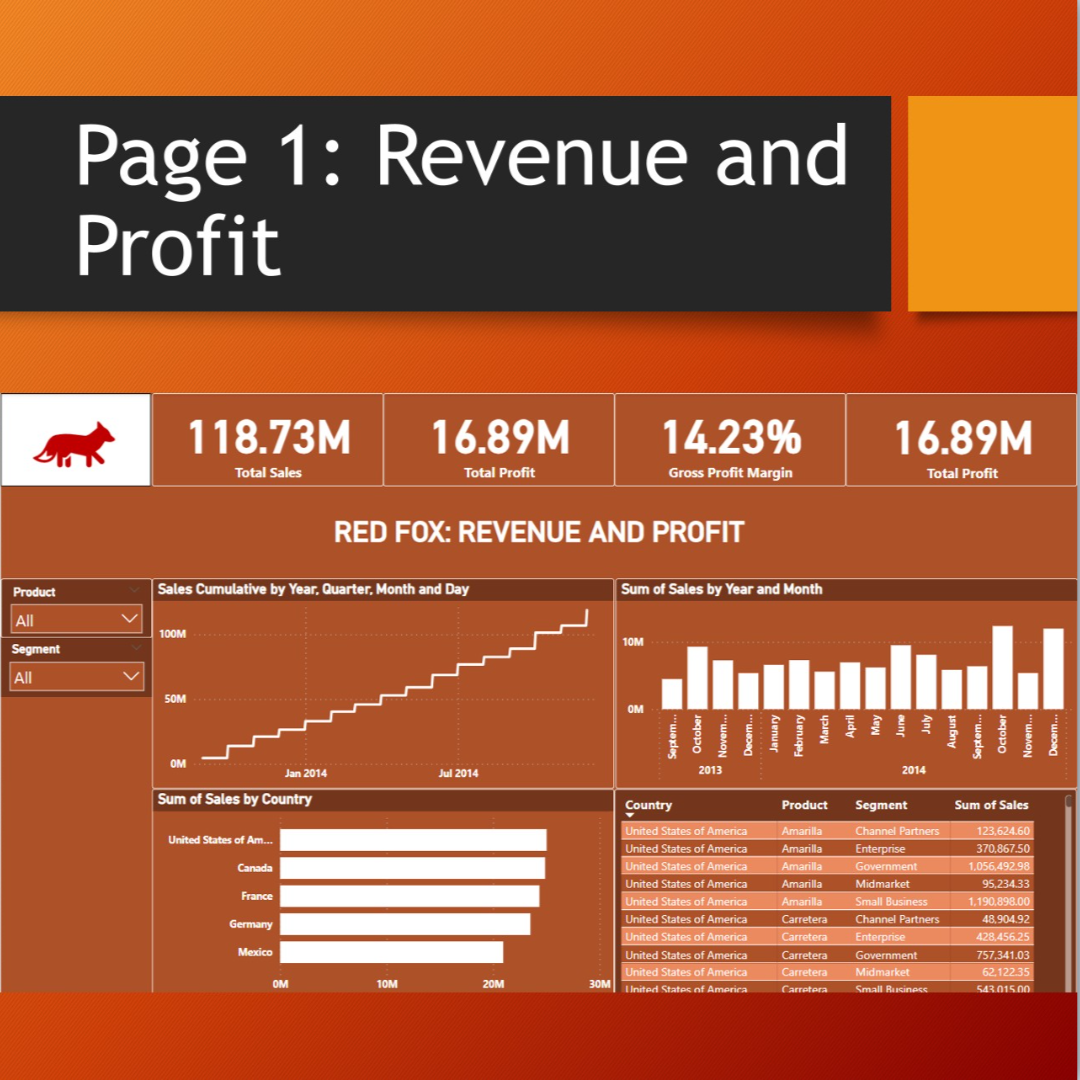 Page 1: Revenue and
Profit
118.73M
Total Sales
16.89M
Total Profit
14.23%
Gross Profit Margin
16.89M
Total Profit
RED FOX: REVENUE AND PROFIT
Product
All
Segment
All
Sales Cumulative by Year, Quarter, Month and Day
100M
50M
0M
Jan 2014
Jul 2014
Sum of Sales by Year and Month
10M
0M
Septem...
October
Novem...
Decem...
January
February
March
April
May
June
July
August
Septem...
October
Novem...
Decem...
2013
2014
Sum of Sales by Country
United States of Am...
Canada
France
Germany
Mexico
0M
10M
20M
30M
Country Product Segment Sum of Sales
United States of America Amarilla Channel Partners 123,624.60
United States of America Amarilla Enterprise 370,867.50
United States of America Amarilla Government 1,056,492.98
United States of America Amarilla Midmarket 95,234.33
United States of America Amarilla Small Business 1,190,898.00
United States of America Carretera Channel Partners 48,904.92
United States of America Carretera Enterprise 428,456.25
United States of America Carretera Government 757,341.03
United States of America Carretera Midmarket 62,122.35
United States of America Carretera Small Business 543,015.00